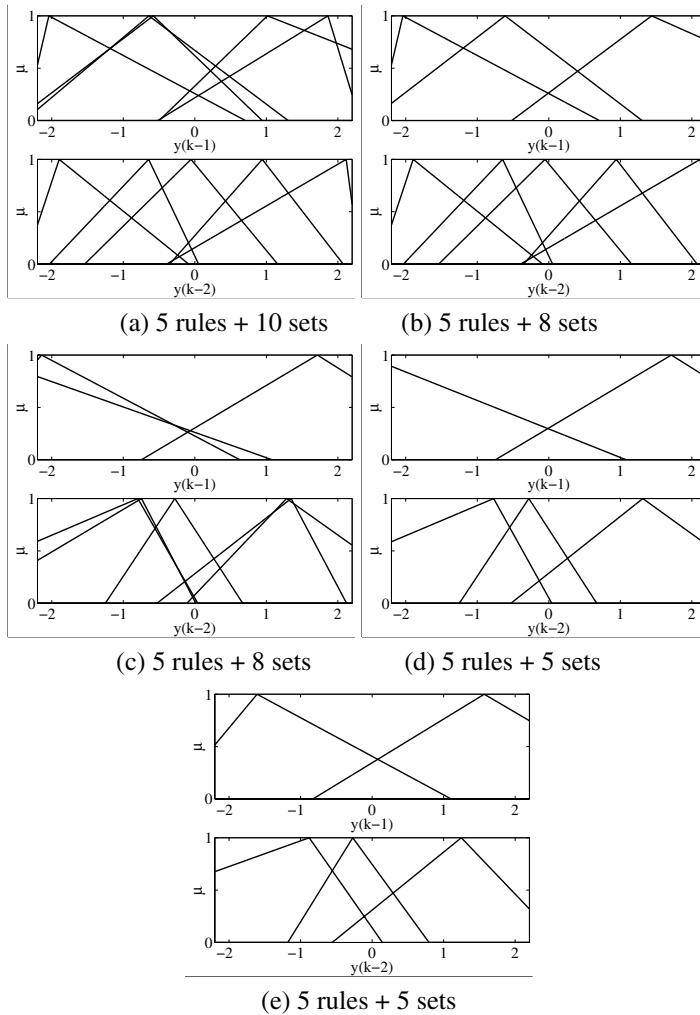 1
μ
0
−2 −1 0 1 2
y(k−1)
1
μ
0
−2 −1 0 1 2
y(k−2)
(a) 5 rules + 10 sets
1
μ
0
−2 −1 0 1 2
y(k−1)
1
μ
0
−2 −1 0 1 2
y(k−2)
(b) 5 rules + 8 sets
1
μ
0
−2 −1 0 1 2
y(k−1)
1
μ
0
−2 −1 0 1 2
y(k−2)
(c) 5 rules + 8 sets
1
μ
0
−2 −1 0 1 2
y(k−1)
1
μ
0
−2 −1 0 1 2
y(k−2)
(d) 5 rules + 5 sets
1
μ
0
−2 −1 0 1 2
y(k−1)
1
μ
0
−2 −1 0 1 2
y(k−2)
(e) 5 rules + 5 sets